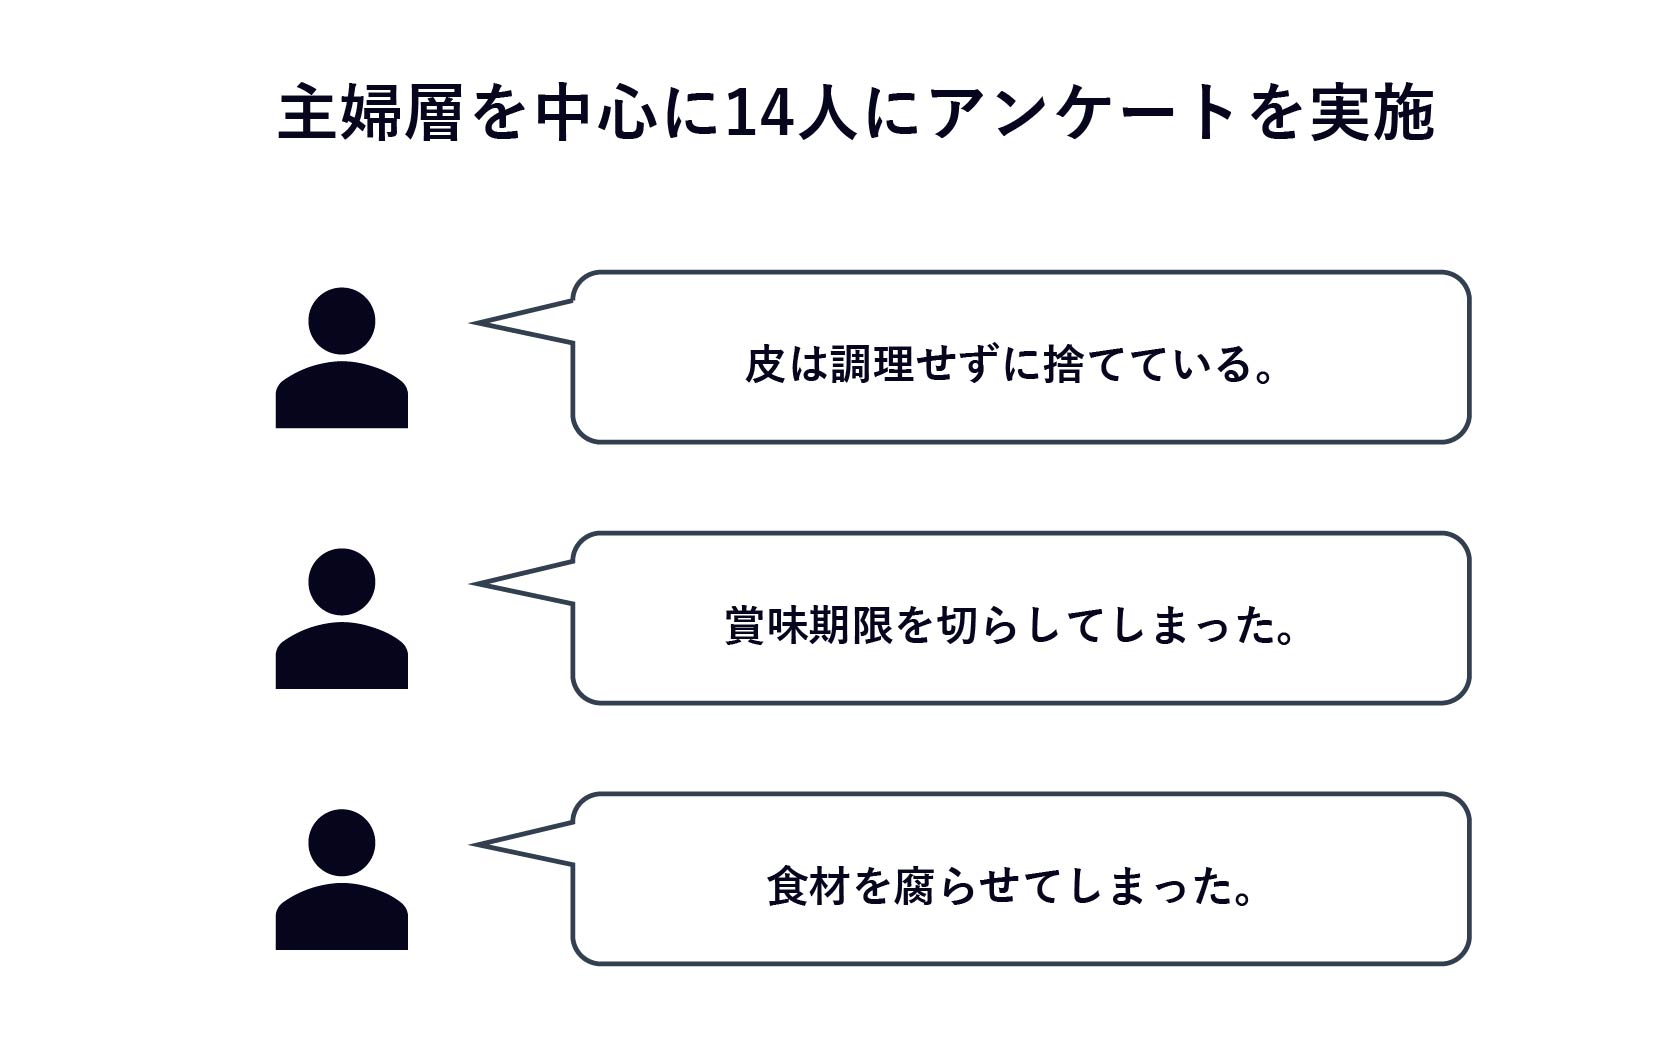 主婦層を中心に14人にアンケートを実施
皮は調理せずに捨てている。
賞味期限を切らしてしまった。
食材を腐らせてしまった。